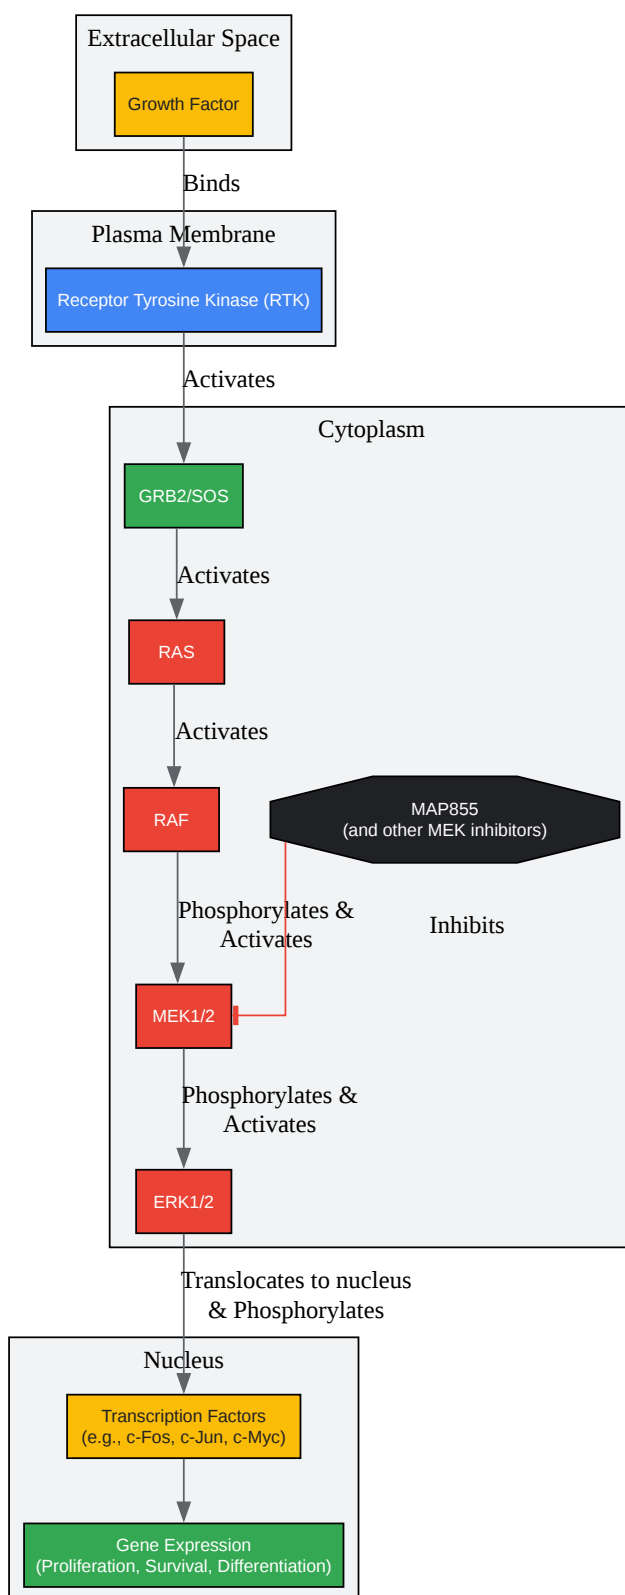 Extracellular Space
Growth Factor
Binds
Plasma Membrane
Receptor Tyrosine Kinase (RTK)
Activates
Cytoplasm
GRB2/SOS
Activates
RAS
Activates
RAF
MAP855
(and other MEK inhibitors)
Phosphorylates &
Activates
Inhibits
MEK1/2
Phosphorylates &
Activates
ERK1/2
Translocates to nucleus
& Phosphorylates
Nucleus
Transcription Factors
(e.g., c-Fos, c-Jun, c-Myc)
Gene Expression
(Proliferation, Survival, Differentiation)